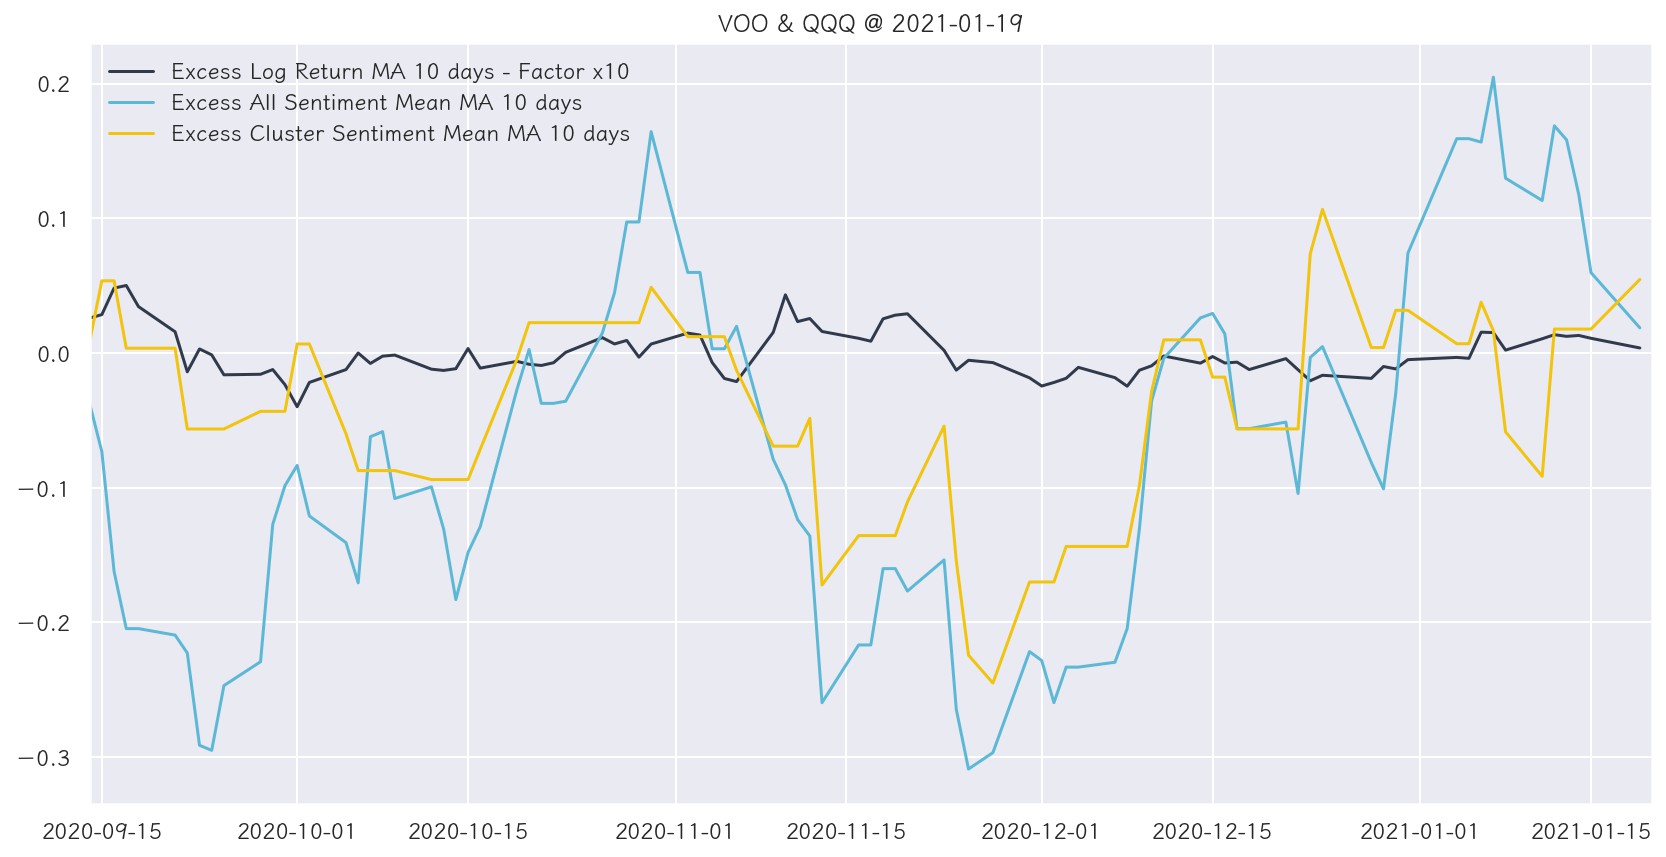 VOO & QQQ @ 2021-01-19
Excess Log Return MA 10 days - Factor x10
Excess All Sentiment Mean MA 10 days
Excess Cluster Sentiment Mean MA 10 days
0.2
0.1
0.0
−0.1
−0.2
−0.3
2020-09-15 2020-10-01 2020-10-15 2020-11-01 2020-11-15 2020-12-01 2020-12-15 2021-01-01 2021-01-15